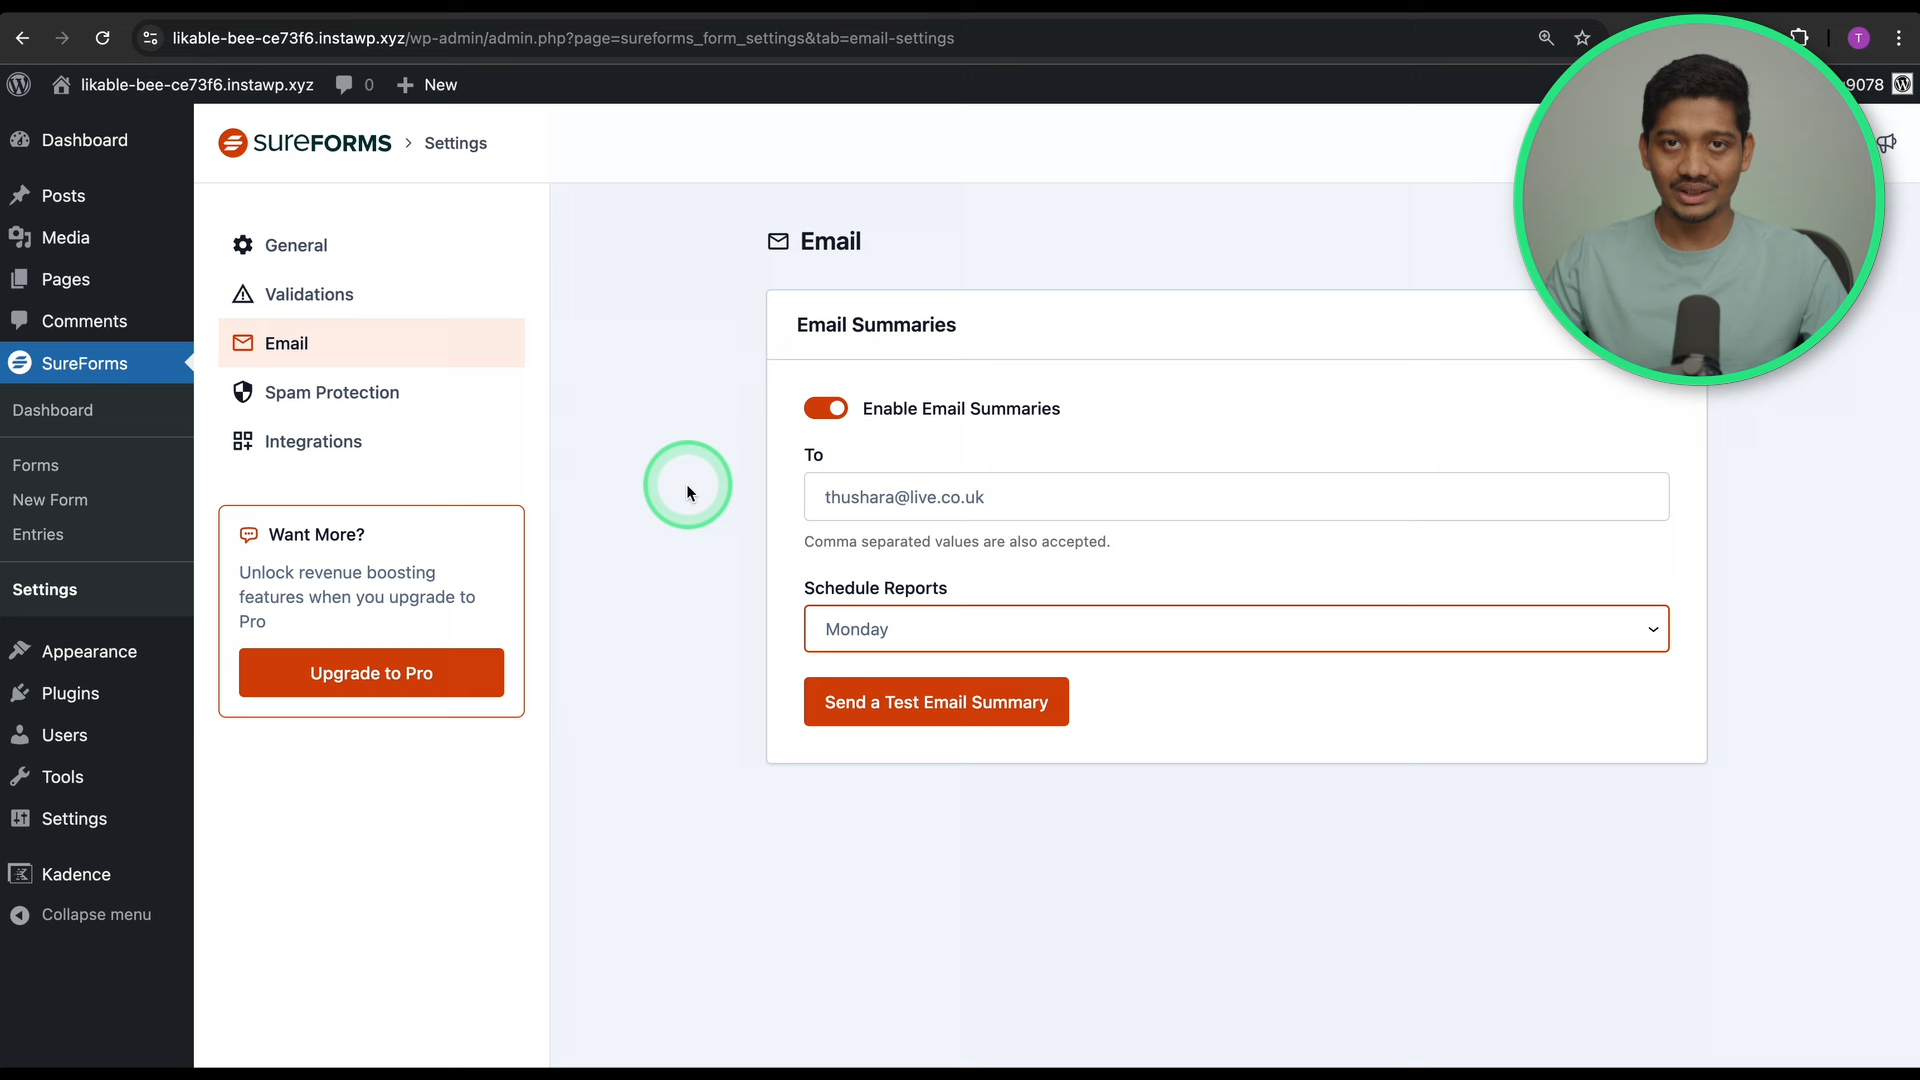 likable-bee-ce73f6.instawp.xyz/wp-admin/admin.php?page=sureforms_form_settings&tab=email-settings
T
likable-bee-ce73f6.instawp.xyz
0
New
9078
Dashboard
Posts
Media
Pages
Comments
SureForms
Dashboard
Forms
New Form
Entries
Settings
Appearance
Plugins
Users
Tools
Settings
Kadence
Collapse menu
SUREFORMS > Settings
General
Validations
Email
Spam Protection
Integrations
Want More?
Unlock revenue boosting
features when you upgrade to
Pro
Upgrade to Pro
Email
Email Summaries
Enable Email Summaries
To
thushara@live.co.uk
Comma separated values are also accepted.
Schedule Reports
Monday
Send a Test Email Summary